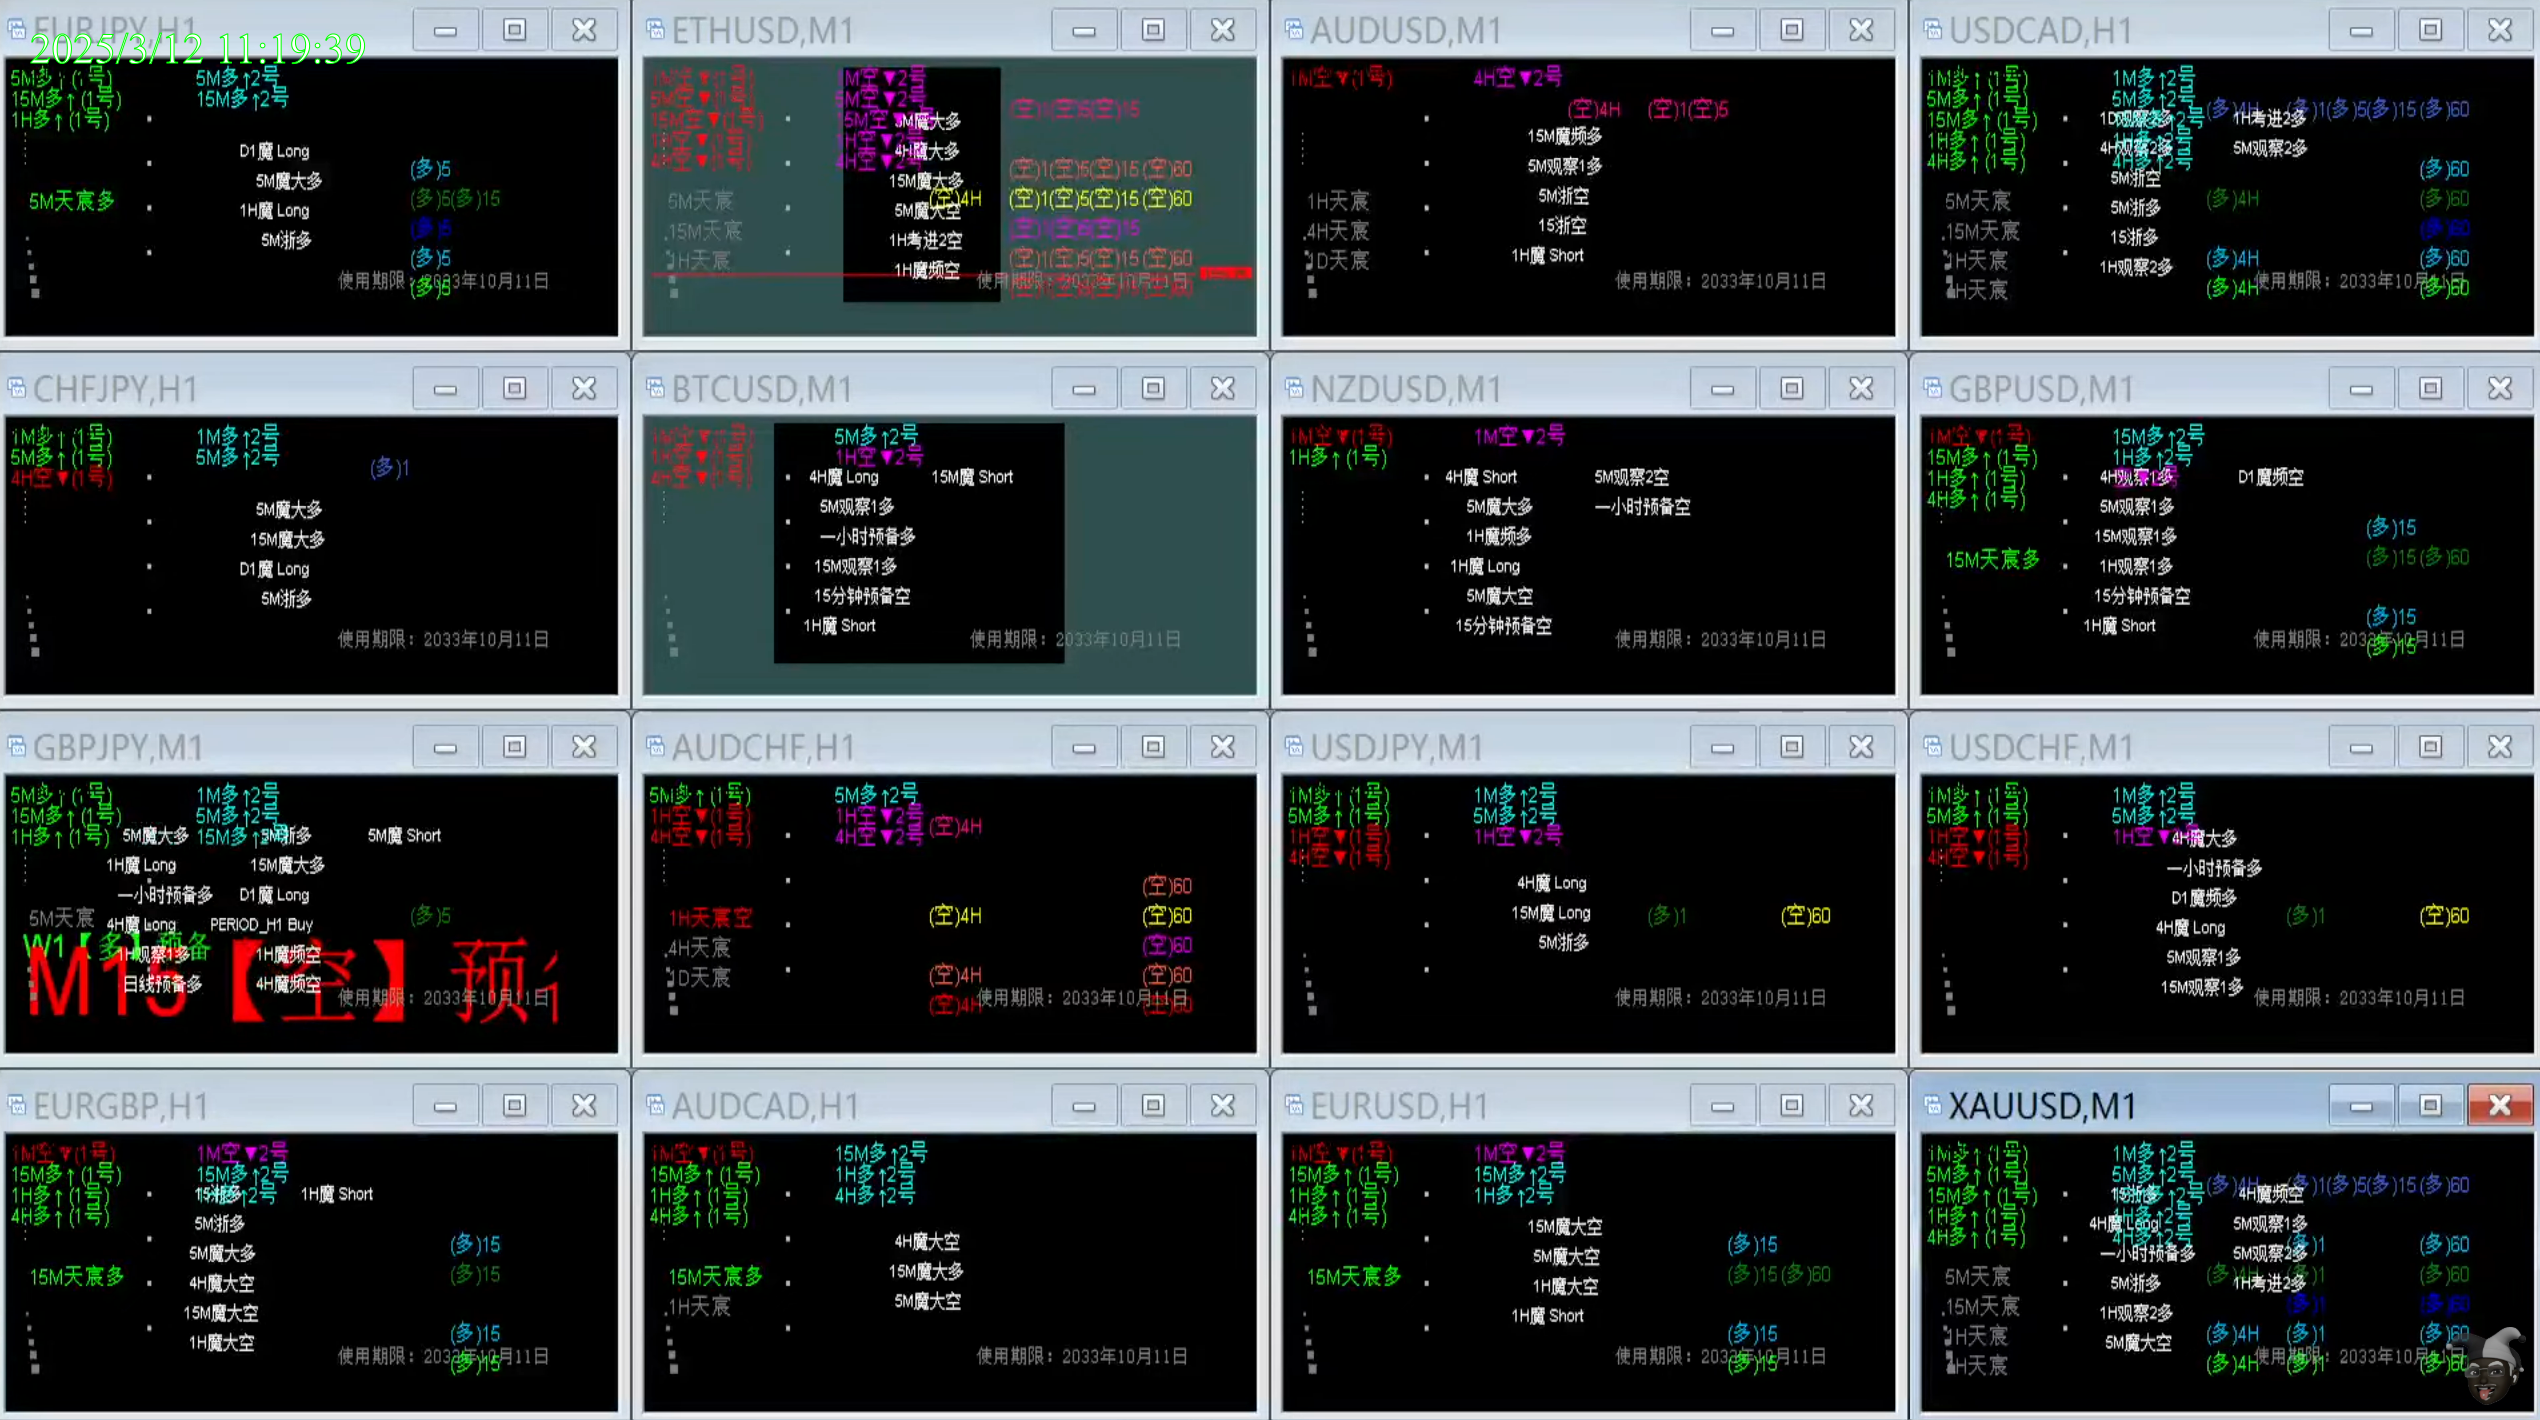 EURJPY,H1
2025/3/12 11:19:39
5M多↑(1号) 5M多↑2号
15M多↑(1号) 15M多↑2号
1H多↑(1号)
D1魔 Long
5M魔大多 (多)5
5M天宸多 1H魔 Long (多)5(多)15
5M浙多 (多)5
(多)5
使用期限：2033年10月11日
(多)5
ETHUSD,M1
1M空▼(1号) 1M空▼2号
5M空▼(1号) 5M空▼2号
(空)1(空)5(空)15
15M空▼(1号) 15M空▼2号 5M魔大多
1H空▼(1号) 1H空▼2号 4H魔大多
4H空▼(1号) 4H空▼2号
15M魔大多 (空)1(空)5(空)15(空)60
5M天宸 (空)4H (空)1(空)5(空)15(空)60
5M魔大空
15M天宸 1H考进2空 (空)1(空)5(空)15
1H天宸 1H魔频空 (空)1(空)5(空)15(空)60
使用期限：2033年10月11日
AUDUSD,M1
1M空▼(1号) 4H空▼2号
(空)4H (空)1(空)5
15M魔频多
5M观察1空
5M浙空
1H天宸
15浙空
4H天宸
1H魔 Short
1D天宸
使用期限：2033年10月11日
USDCAD,H1
1M多↑(1号) 1M多↑2号
5M多↑(1号) 5M多↑2号
(多)4H (多)1(多)5(多)15(多)60
15M多↑(1号) 1H考进2多
1H多↑(1号) 4H观察2多 5M观察2多
4H多↑(1号) 4H多↑2号
5M浙空 (多)60
5M天宸 5M浙多 (多)4H (多)60
15M天宸 15浙多 (多)60
1H天宸 1H观察2多 (多)4H (多)60
4H天宸 (多)4H 使用期限：2033年10月11日 (多)60
CHFJPY,H1
1M多↑(1号) 1M多↑2号
5M多↑(1号) 5M多↑2号
4H空▼(1号) (多)1
5M魔大多
15M魔大多
D1魔 Long
5M浙多
使用期限：2033年10月11日
BTCUSD,M1
1M空▼(1号) 5M多↑2号
1H空▼(1号) 1H空▼2号
4H空▼(1号) 4H魔 Long 15M魔 Short
5M观察1多
一小时预备多
15M观察1多
15分钟预备空
1H魔 Short
使用期限：2033年10月11日
NZDUSD,M1
1M空▼(1号) 1M空▼2号
1H多↑(1号)
4H魔 Short 5M观察2空
5M魔大多 一小时预备空
1H魔频多
1H魔 Long
5M魔大空
15分钟预备空
使用期限：2033年10月11日
GBPUSD,M1
1M空▼(1号) 15M多↑2号
15M多↑(1号) 1H多↑2号
1H多↑(1号) 4H观察1多 D1魔频空
4H多↑(1号) 5M观察1多
15M观察1多 (多)15
15M天宸多 1H观察1多 (多)15(多)60
15分钟预备空
1H魔 Short (多)15
使用期限：2033年10月11日
(多)15
GBPJPY,M1
5M多↑(1号) 1M多↑2号
15M多↑(1号) 5M多↑2号
1H多↑(1号) 5M魔大多 15M多↑2号 5M浙多 5M魔 Short
1H魔 Long 15M魔大多
一小时预备多 D1魔 Long
5M天宸 4H魔 Long PERIOD_H1 Buy (多)5
W1【多】预备
1H观察1多 1H魔频空
M15【空】预
日线预备多 4H魔频空
使用期限：2033年10月11日
AUDCHF,H1
5M多↑(1号) 5M多↑2号
1H空▼(1号) 1H空▼2号
4H空▼(1号) 4H空▼2号 (空)4H
(空)60
1H天宸空 (空)4H (空)60
4H天宸 (空)60
1D天宸 (空)4H (空)60
(空)4H 使用期限：2033年10月11日 (空)60
USDJPY,M1
1M多↑(1号) 1M多↑2号
5M多↑(1号) 5M多↑2号
1H空▼(1号) 1H空▼2号
4H空▼(1号)
4H魔 Long
15M魔 Long (多)1 (空)60
5M浙多
使用期限：2033年10月11日
USDCHF,M1
1M多↑(1号) 1M多↑2号
5M多↑(1号) 5M多↑2号
1H空▼(1号) 1H空▼2号 4H魔大多
4H空▼(1号) 一小时预备多
D1魔频多
4H魔 Long (多)1 (空)60
5M观察1多
15M观察1多
使用期限：2033年10月11日
EURGBP,H1
1M空▼(1号) 1M空▼2号
15M多↑(1号) 15M多↑2号
1H多↑(1号) 15浙多 1H魔 Short
4H多↑(1号) 5M浙多
5M魔大多 (多)15
15M天宸多 4H魔大空 (多)15
15M魔大空
1H魔大空 (多)15
使用期限：2033年10月11日
(多)15
AUDCAD,H1
1M空▼(1号) 15M多↑2号
15M多↑(1号) 1H多↑2号
1H多↑(1号) 4H多↑2号
4H多↑(1号)
4H魔大空
15M天宸多 15M魔大多
1H天宸 5M魔大空
使用期限：2033年10月11日
EURUSD,H1
1M空▼(1号) 1M空▼2号
15M多↑(1号) 15M多↑2号
1H多↑(1号) 1H多↑2号
4H多↑(1号)
15M魔大空
5M魔大空 (多)15
15M天宸多 1H魔大空 (多)15(多)60
1H魔 Short
(多)15
使用期限：2033年10月11日
(多)15
XAUUSD,M1
1M多↑(1号) 1M多↑2号
5M多↑(1号) 5M多↑2号
15M多↑(1号) 15浙多 (多)4H 4H魔频空 (多)1(多)5(多)15(多)60
1H多↑(1号) 4H魔 Long 5M观察1多
4H多↑(1号) 4H多↑2号 (多)1 (多)60
一小时预备多 5M观察2多
5M天宸 5M浙多 (多)4H 1H考进2多 (多)1 (多)60
15M天宸 1H观察2多 (多)1 (多)60
1H天宸 5M魔大空 (多)4H (多)1 (多)60
4H天宸 (多)4H 使用期限：2033年10月11日 (多)1 (多)60